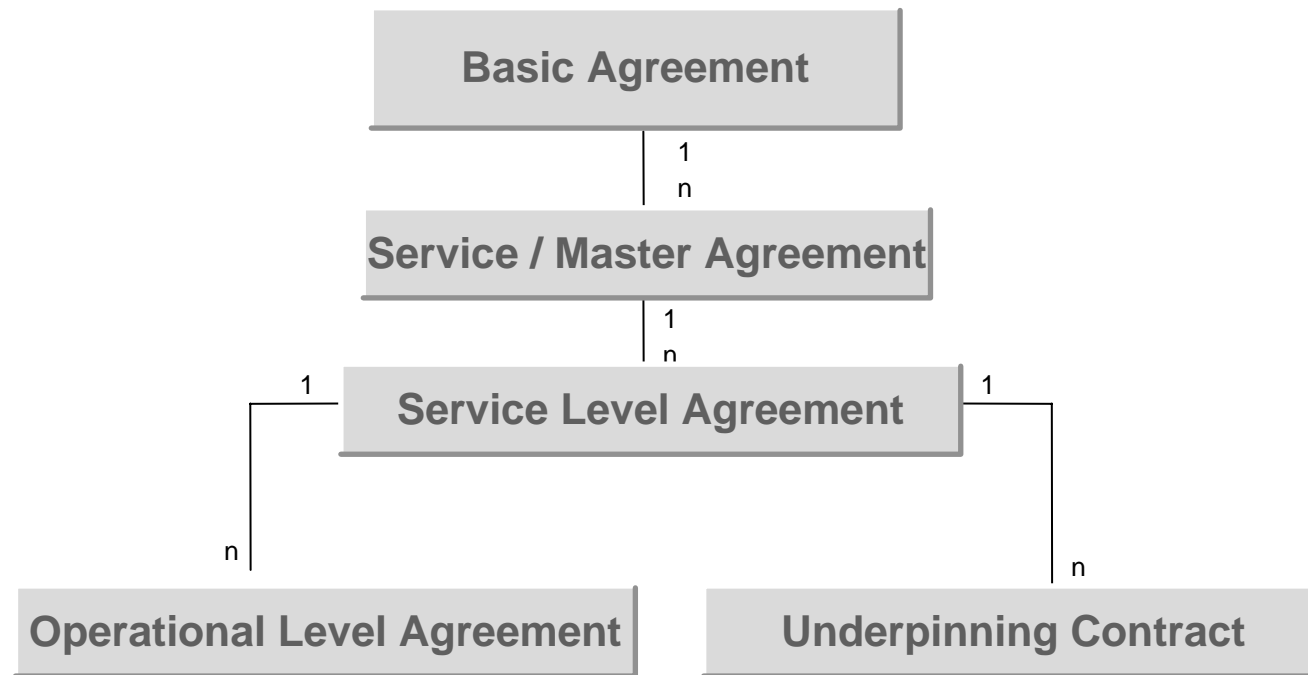 Basic Agreement
1
n
Service / Master Agreement
1
n
1
Service Level Agreement
1
n
n
Operational Level Agreement
Underpinning Contract